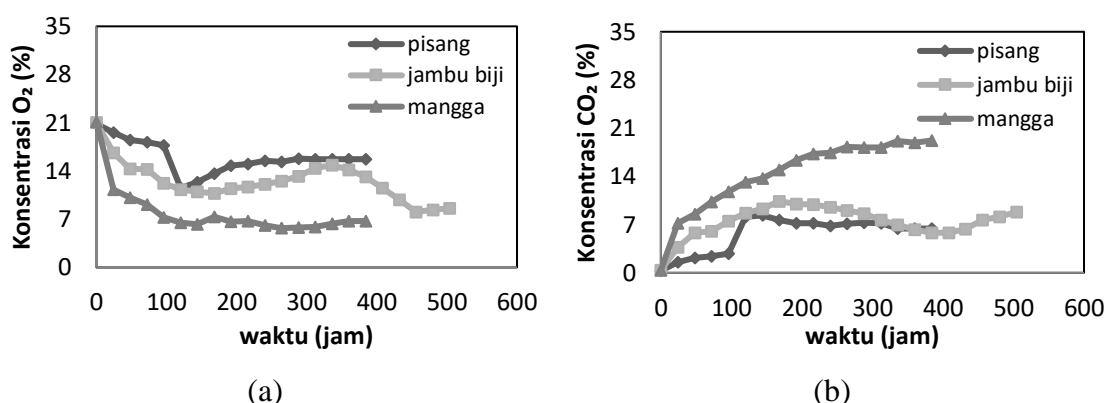 Konsentrasi O₂ (%)
35
28
21
14
7
0
pisang
jambu biji
mangga
0 100 200 300 400 500 600
waktu (jam)
(a)
Konsentrasi CO₂ (%)
35
28
21
14
7
0
pisang
jambu biji
mangga
0 100 200 300 400 500 600
waktu (jam)
(b)